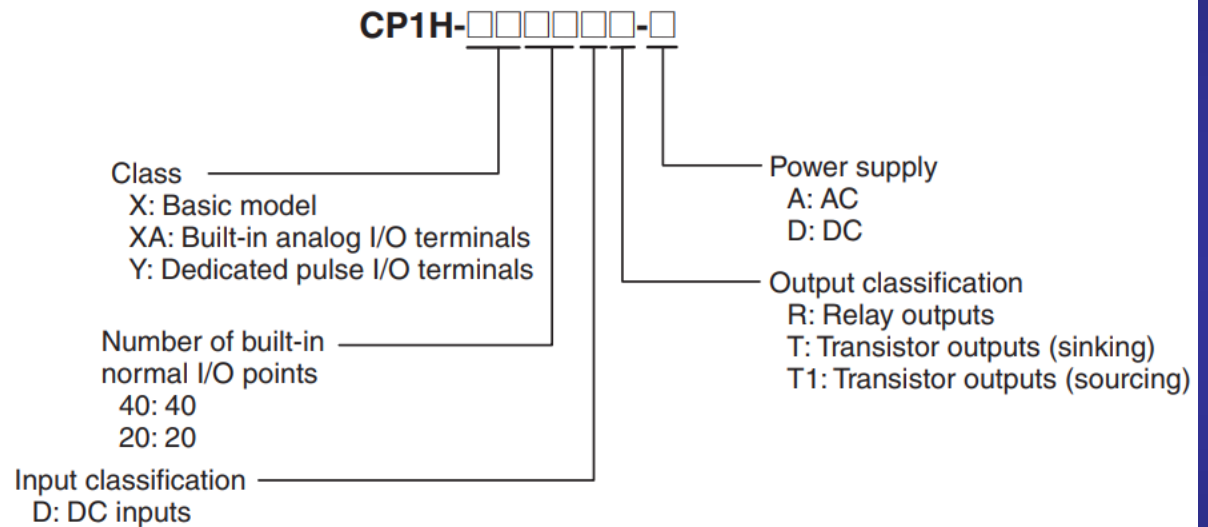 CP1H-□□□□□□-□
Class
X: Basic model
XA: Built-in analog I/O terminals
Y: Dedicated pulse I/O terminals
Number of built-in
normal I/O points
40: 40
20: 20
Input classification
D: DC inputs
Power supply
A: AC
D: DC
Output classification
R: Relay outputs
T: Transistor outputs (sinking)
T1: Transistor outputs (sourcing)